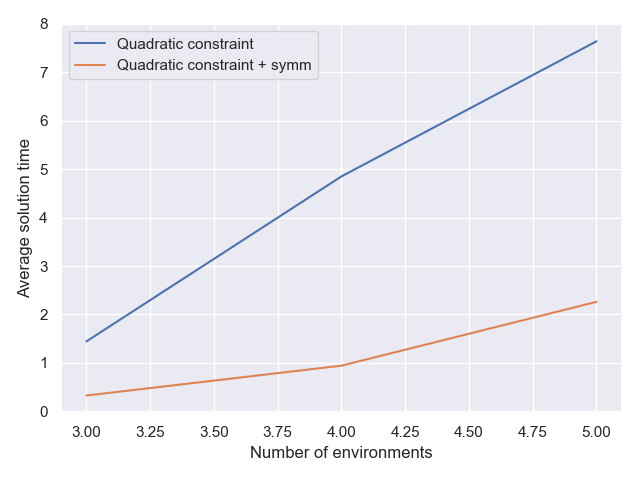 Quadratic constraint
Quadratic constraint + symm
8
7
6
5
4
3
2
1
0
Average solution time
3.00 3.25 3.50 3.75 4.00 4.25 4.50 4.75 5.00
Number of environments